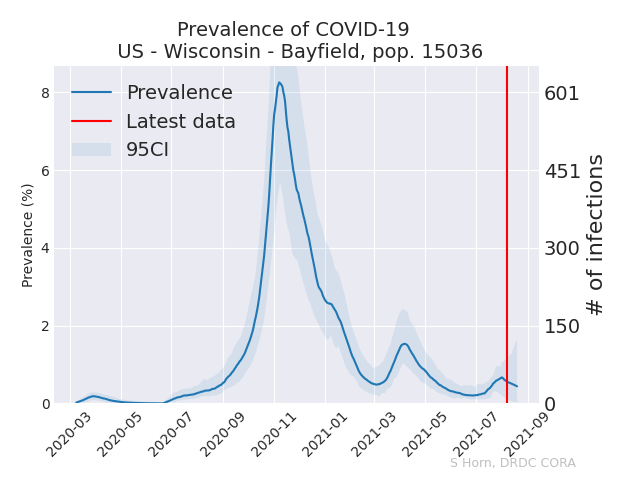 Prevalence of COVID-19
US - Wisconsin - Bayfield, pop. 15036
Prevalence
Latest data
95CI
Prevalence (%)
8
6
4
2
0
601
451
300
150
0
# of infections
2020-03
2020-05
2020-07
2020-09
2020-11
2021-01
2021-03
2021-05
2021-07
2021-09
S Horn, DRDC CORA